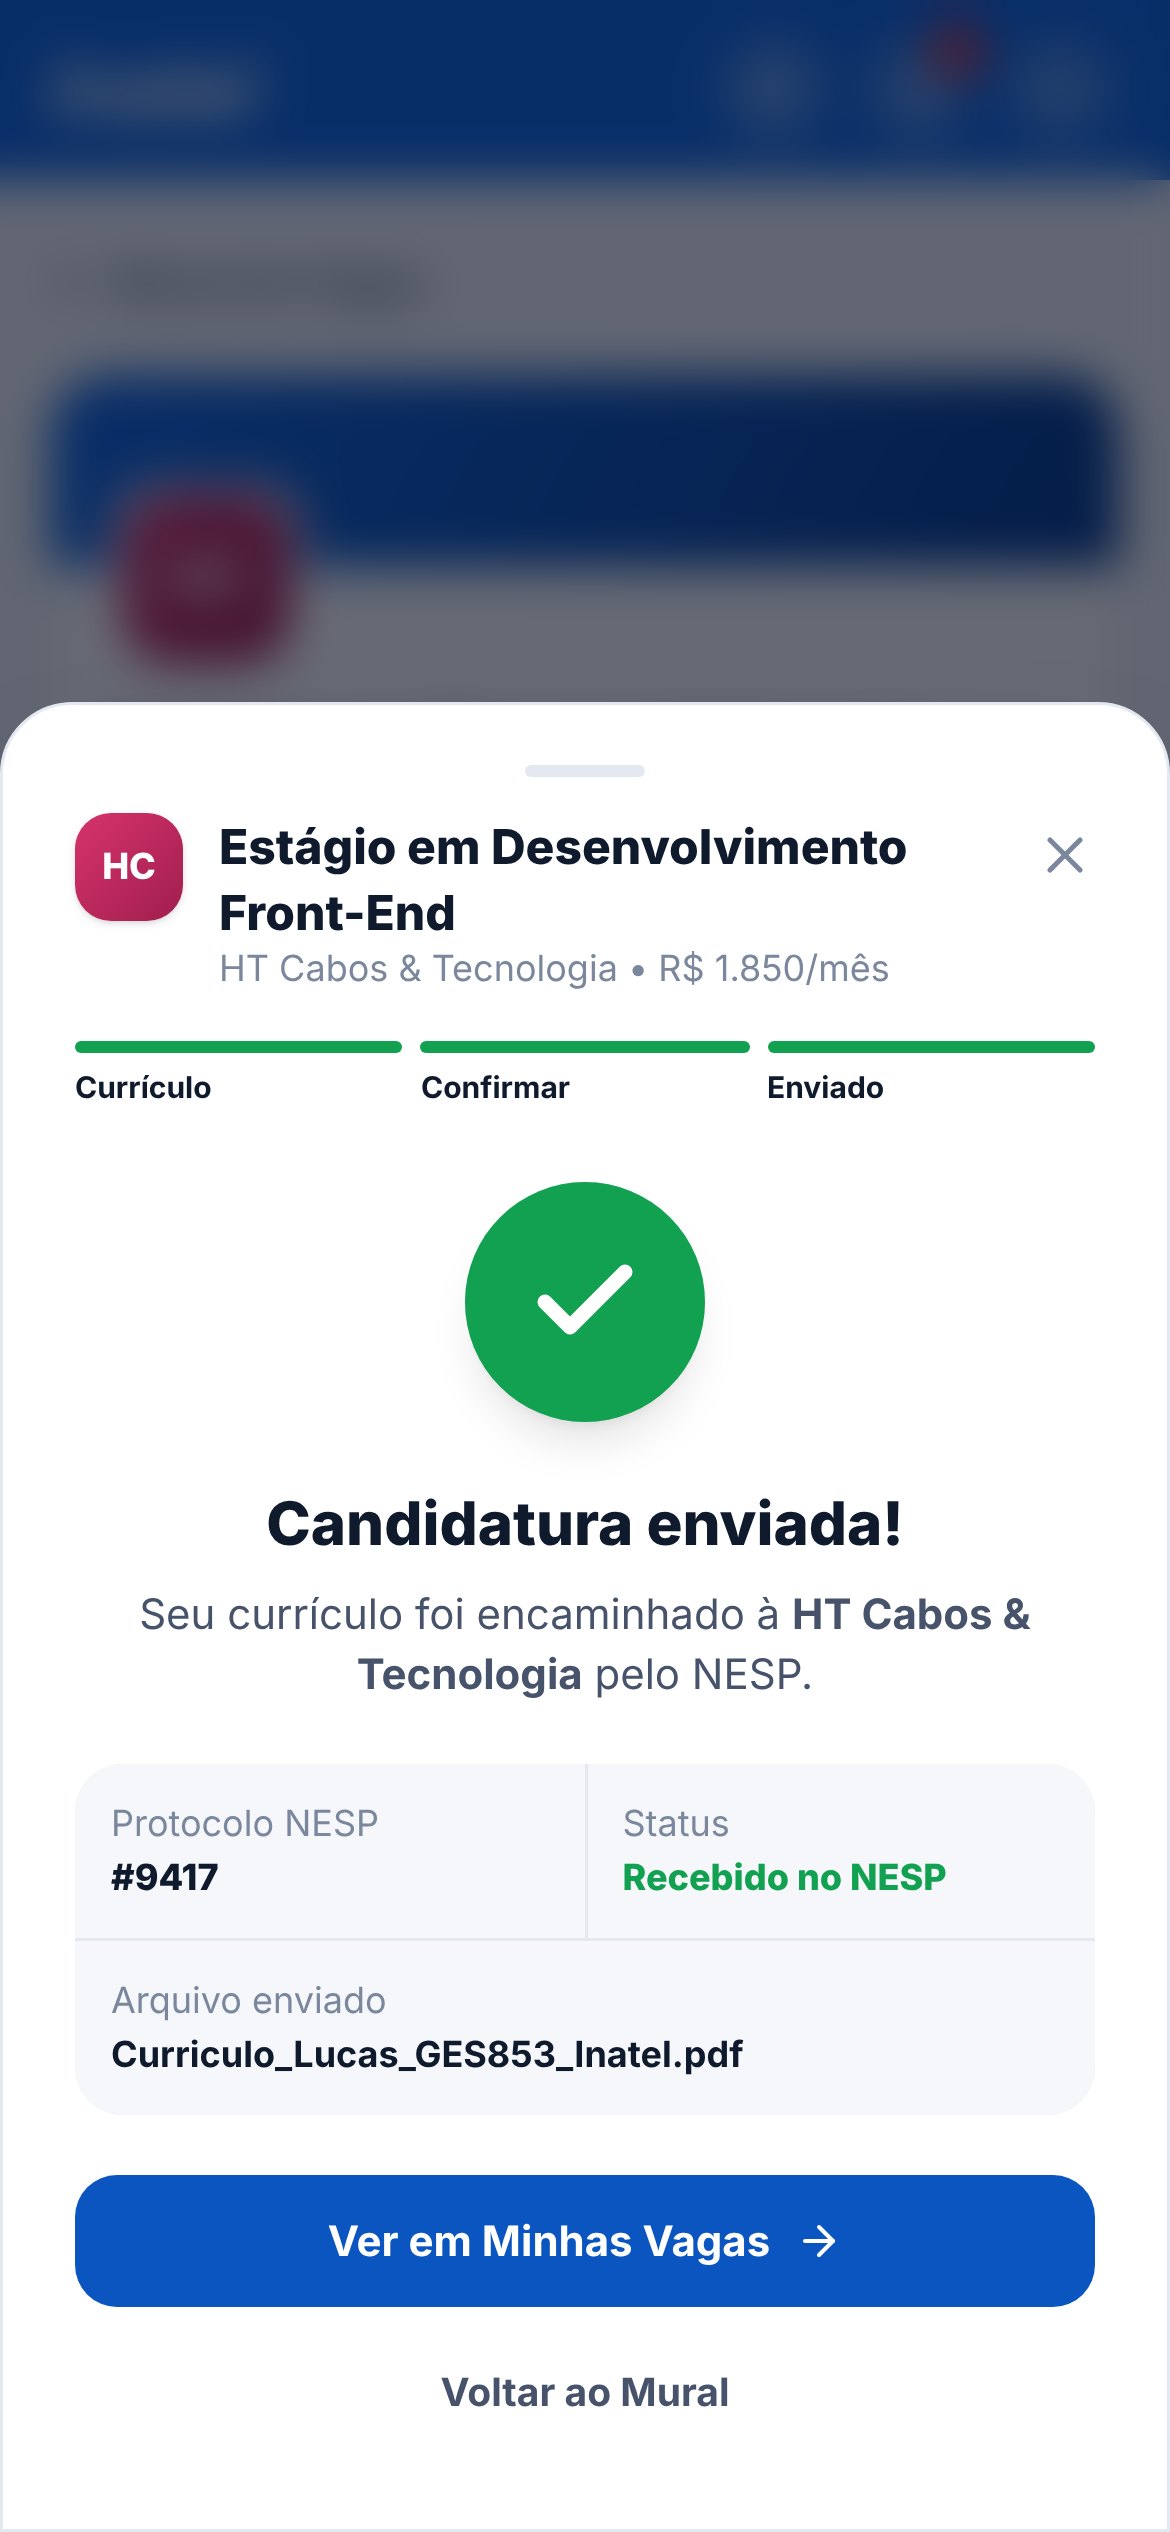 HC
Estágio em Desenvolvimento
Front-End
HT Cabos & Tecnologia • R$ 1.850/mês
Currículo
Confirmar
Enviado
Candidatura enviada!
Seu currículo foi encaminhado à HT Cabos &
Tecnologia pelo NESP.
Protocolo NESP
#9417
Status
Recebido no NESP
Arquivo enviado
Curriculo_Lucas_GES853_Inatel.pdf
Ver em Minhas Vagas →
Voltar ao Mural